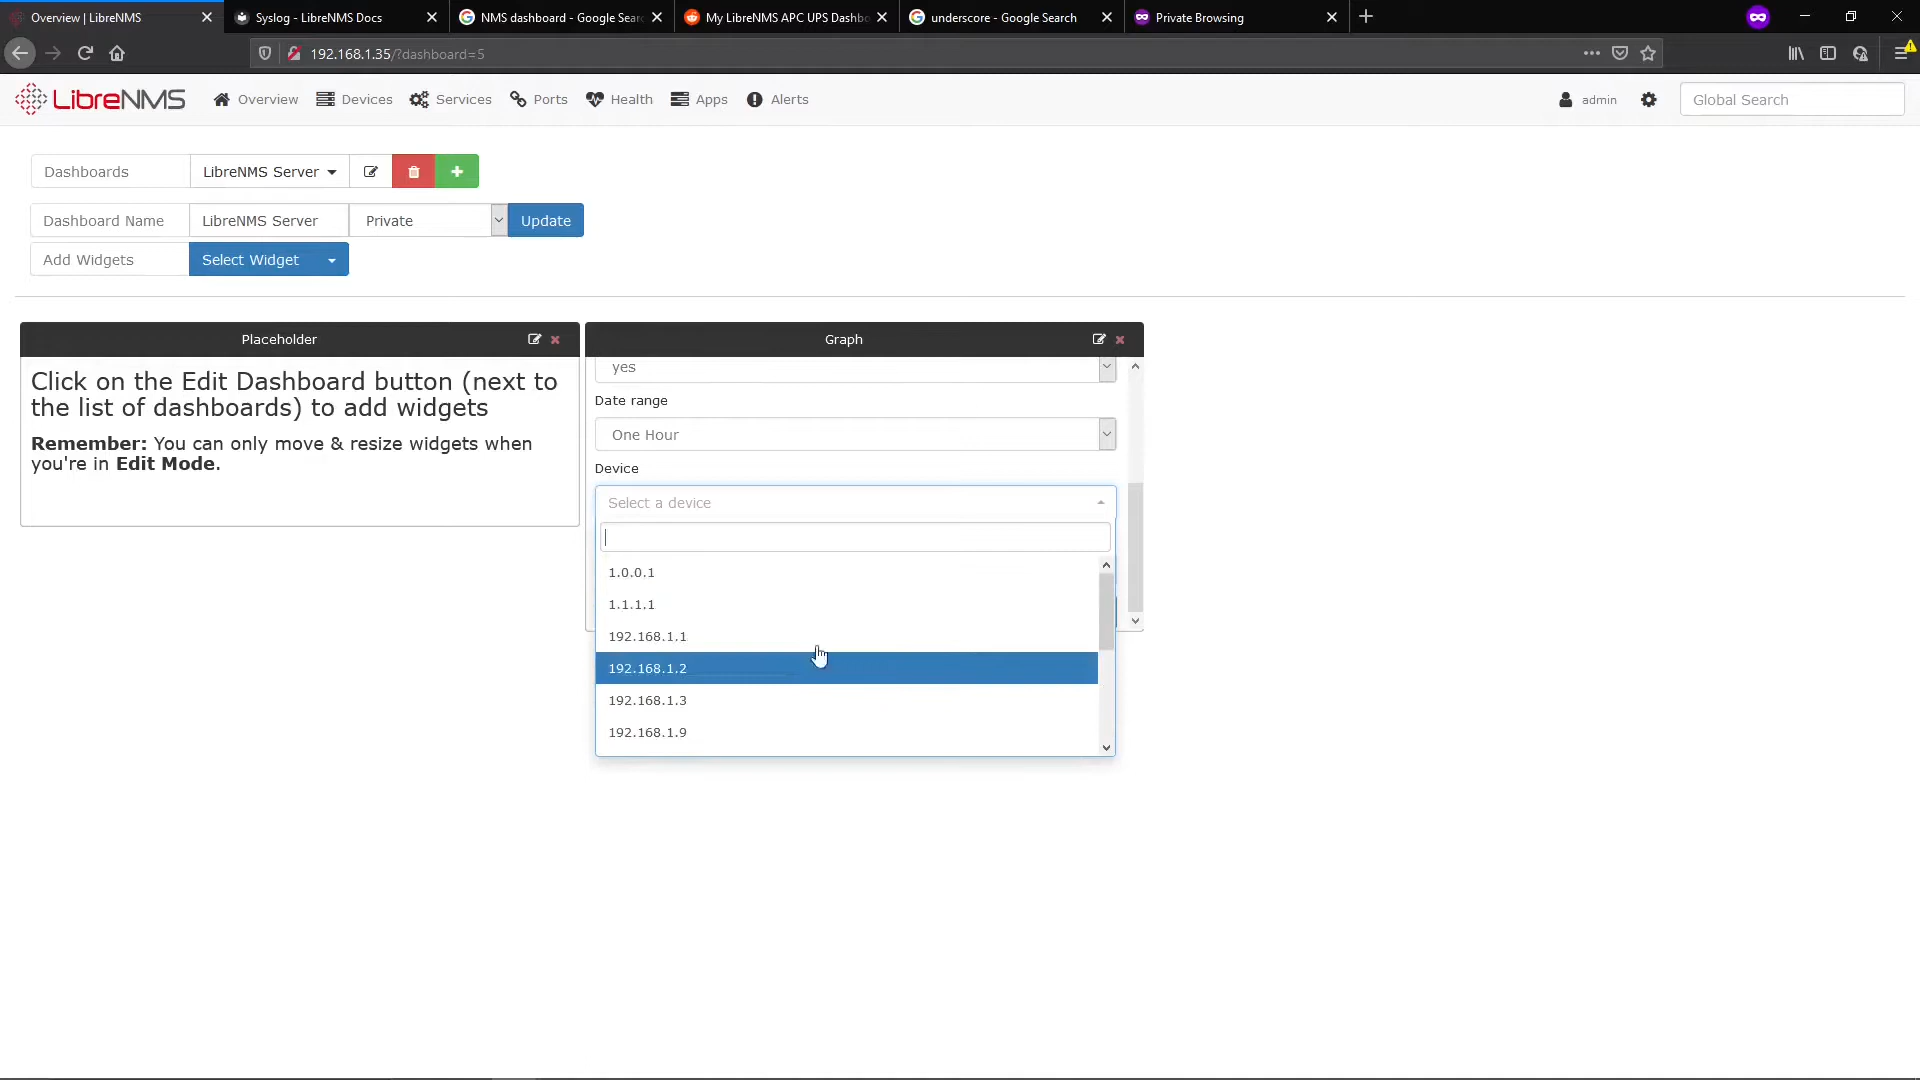 Overview | LibreNMS
Syslog - LibreNMS Docs
NMS dashboard - Google Sear
My LibreNMS APC UPS Dashbo
underscore - Google Search
Private Browsing
192.168.1.35/?dashboard=5
LibreNMS
Overview
Devices
Services
Ports
Health
Apps
Alerts
admin
Global Search
Dashboards
LibreNMS Server
Dashboard Name
LibreNMS Server
Private
Update
Add Widgets
Select Widget
Placeholder
Click on the Edit Dashboard button (next to
the list of dashboards) to add widgets
Remember: You can only move & resize widgets when
you're in Edit Mode.
Graph
yes
Date range
One Hour
Device
Select a device
1.0.0.1
1.1.1.1
192.168.1.1
192.168.1.2
192.168.1.3
192.168.1.9